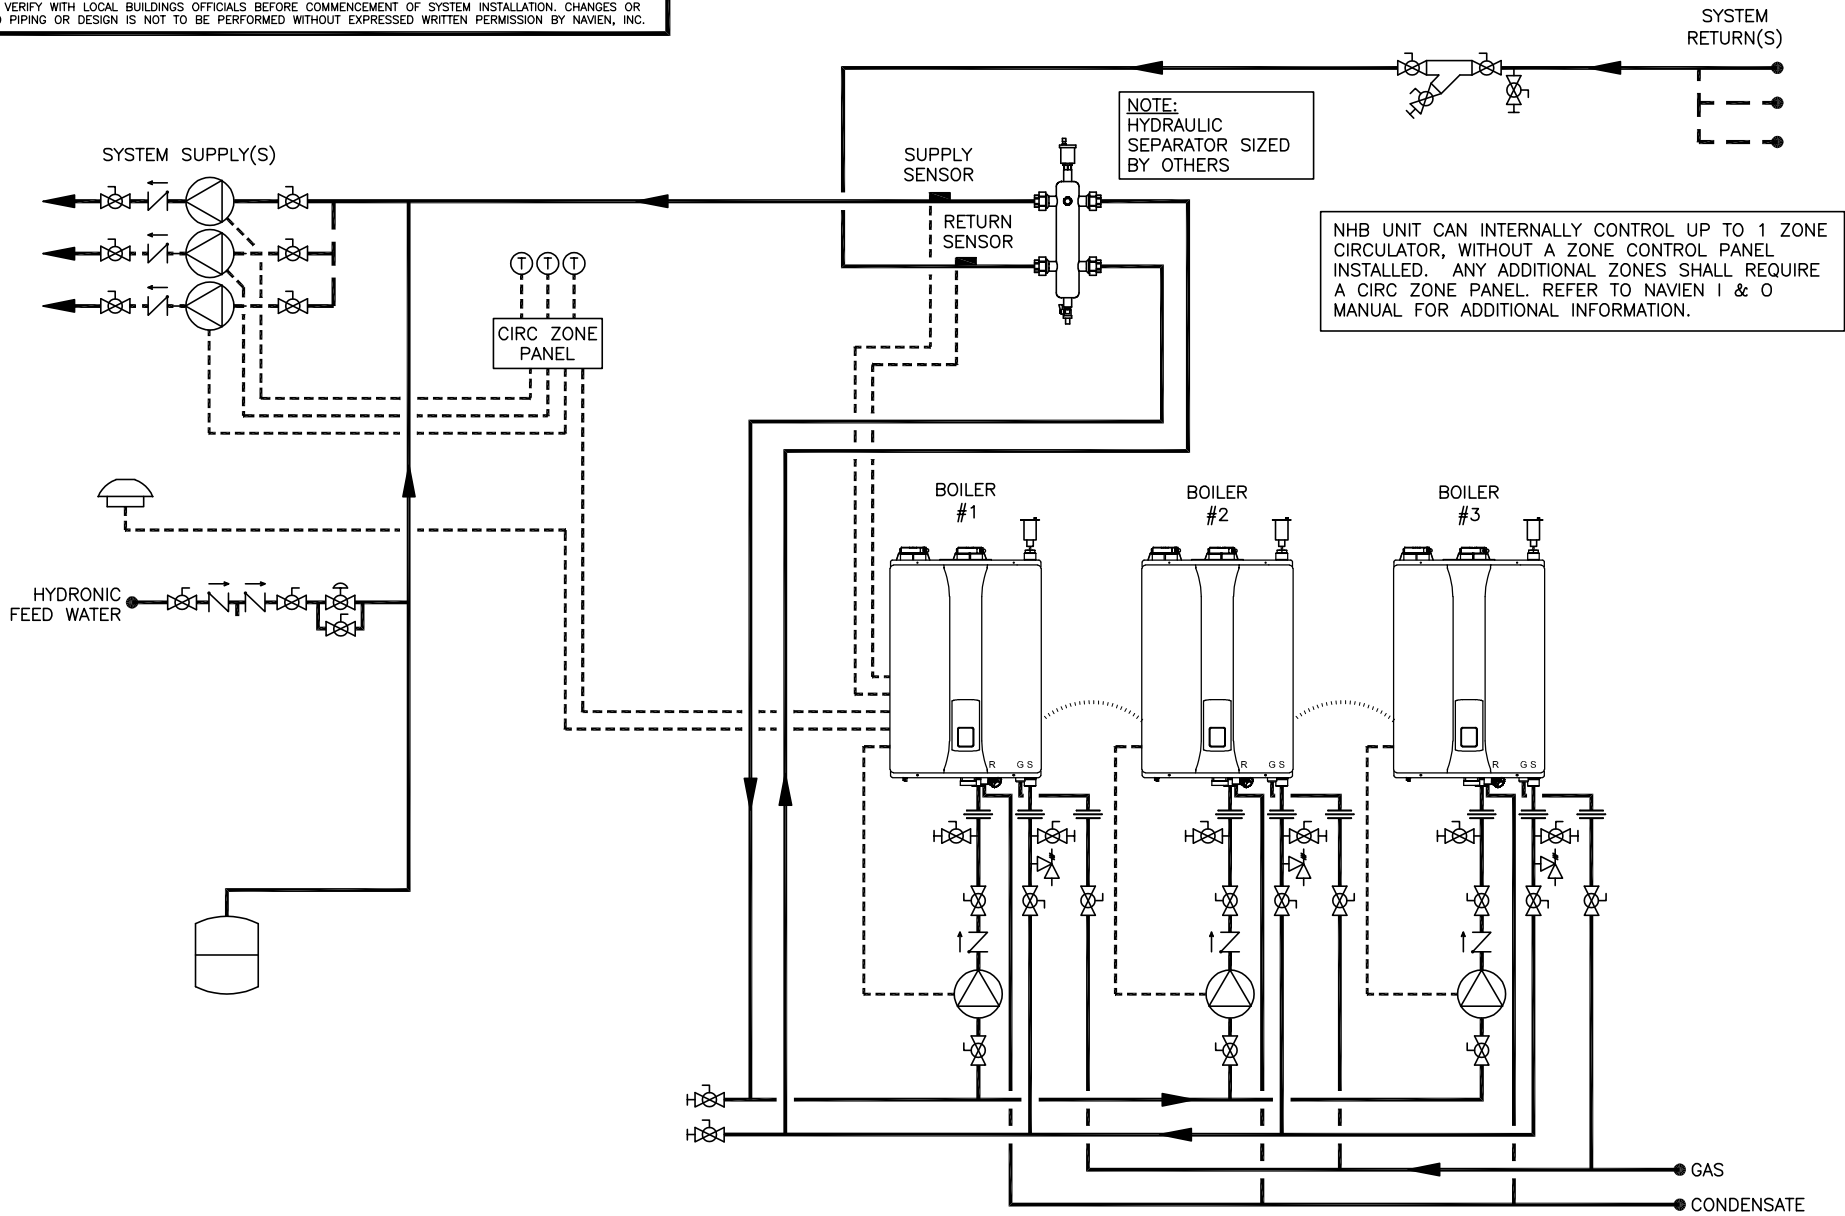 VERIFY WITH LOCAL BUILDINGS OFFICIALS BEFORE COMMENCEMENT OF SYSTEM INSTALLATION. CHANGES OR
PIPING OR DESIGN IS NOT TO BE PERFORMED WITHOUT EXPRESSED WRITTEN PERMISSION BY NAVIEN, INC.
SYSTEM
RETURN(S)
NOTE:
HYDRAULIC
SEPARATOR SIZED
BY OTHERS
SYSTEM SUPPLY(S)
SUPPLY
SENSOR
RETURN
SENSOR
NHB UNIT CAN INTERNALLY CONTROL UP TO 1 ZONE
CIRCULATOR, WITHOUT A ZONE CONTROL PANEL
INSTALLED. ANY ADDITIONAL ZONES SHALL REQUIRE
A CIRC ZONE PANEL. REFER TO NAVIEN I & O
MANUAL FOR ADDITIONAL INFORMATION.
T T T
CIRC ZONE
PANEL
BOILER
#1
BOILER
#2
BOILER
#3
HYDRONIC
FEED WATER
R G S
R G S
R G S
GAS
CONDENSATE